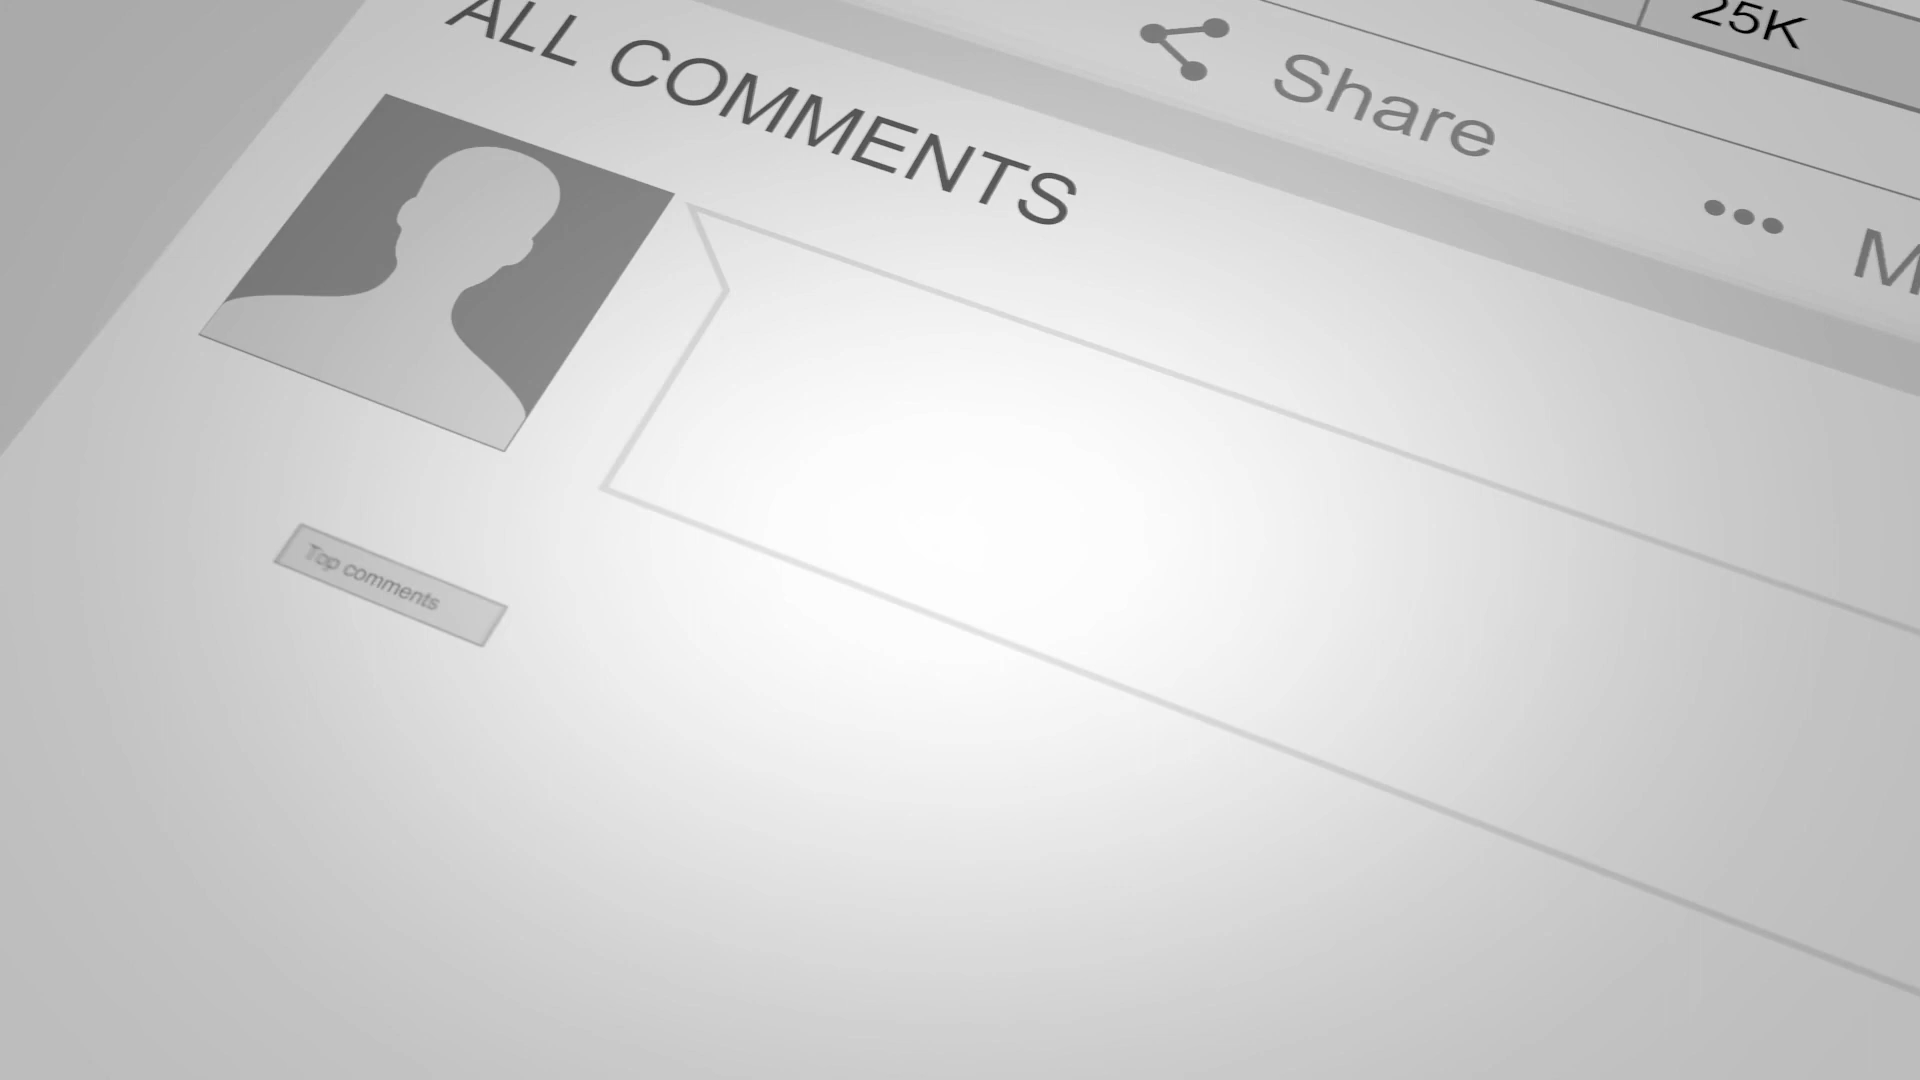 25K
Share
M
ALL COMMENTS
Top comments